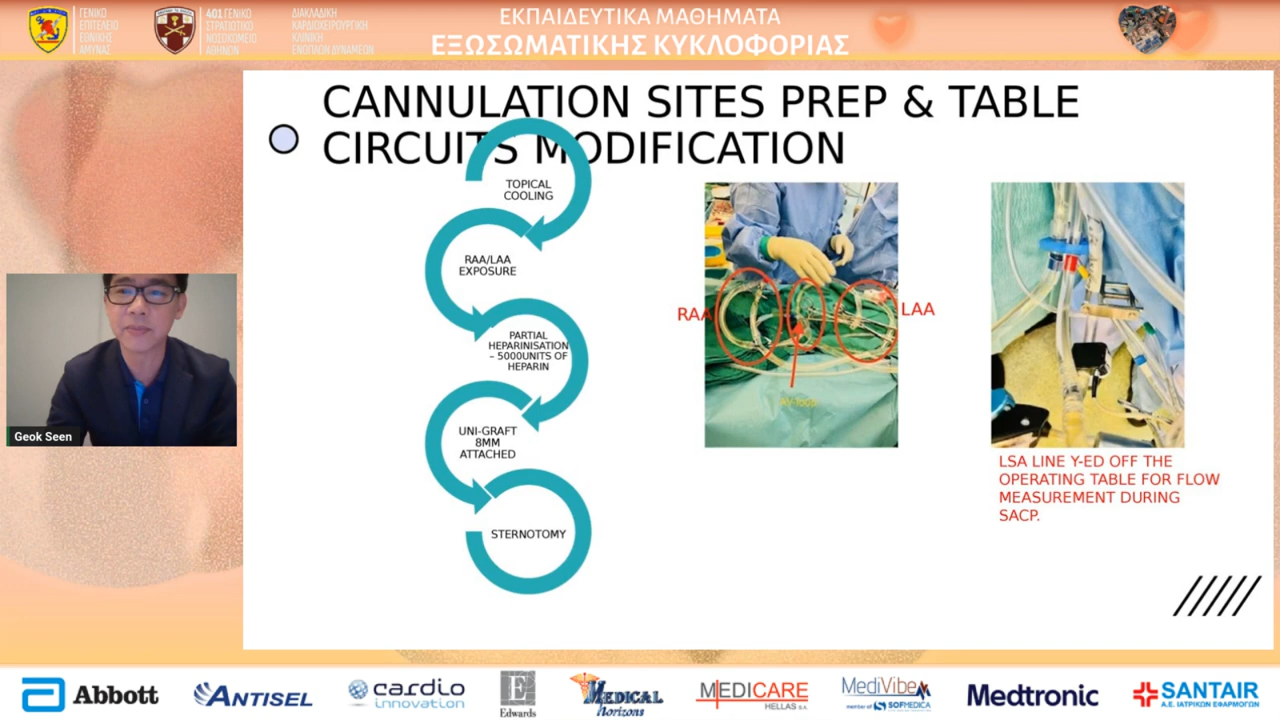 ΓΕΝΙΚΟ
ΕΠΙΤΕΛΕΙΟ
ΕΘΝΙΚΗΣ
ΑΜΥΝΑΣ
401 ΓΕΝΙΚΟ
ΣΤΡΑΤΙΩΤΙΚΟ
ΝΟΣΟΚΟΜΕΙΟ
ΑΘΗΝΩΝ
ΔΙΑΚΛΑΔΙΚΗ
ΚΑΡΔΙΟΧΕΙΡΟΥΡΓΙΚΗ
ΚΛΙΝΙΚΗ
ΕΝΟΠΛΩΝ ΔΥΝΑΜΕΩΝ
ΕΚΠΑΙΔΕΥΤΙΚΑ ΜΑΘΗΜΑΤΑ
ΕΞΩΣΩΜΑΤΙΚΗΣ ΚΥΚΛΟΦΟΡΙΑΣ
CANNULATION SITES PREP & TABLE
CIRCUITS MODIFICATION
TOPICAL
COOLING
RAA/LAA
EXPOSURE
PARTIAL
HEPARINISATION
– 5000UNITS OF
HEPARIN
UNI-GRAFT
8MM
ATTACHED
STERNOTOMY
RAA
LAA
LSA LINE Y-ED OFF THE
OPERATING TABLE FOR FLOW
MEASUREMENT DURING
SACP.
Geok Seen
Abbott
ANTISEL
cardio
innovation
Edwards
MEDICAL
horizons
MEDICARE
HELLAS S.A.
MediVibe
member of SOFMEDICA
Medtronic
SANTAIR
Α.Ε. ΙΑΤΡΙΚΩΝ ΕΦΑΡΜΟΓΩΝ